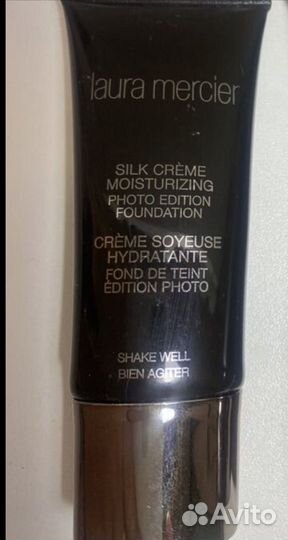 laura mercier
SILK CRÈME
MOISTURIZING
PHOTO EDITION
FOUNDATION
CRÈME SOYEUSE
HYDRATANTE
FOND DE TEINT
ÉDITION PHOTO
SHAKE WELL
BIEN AGITER
Avito